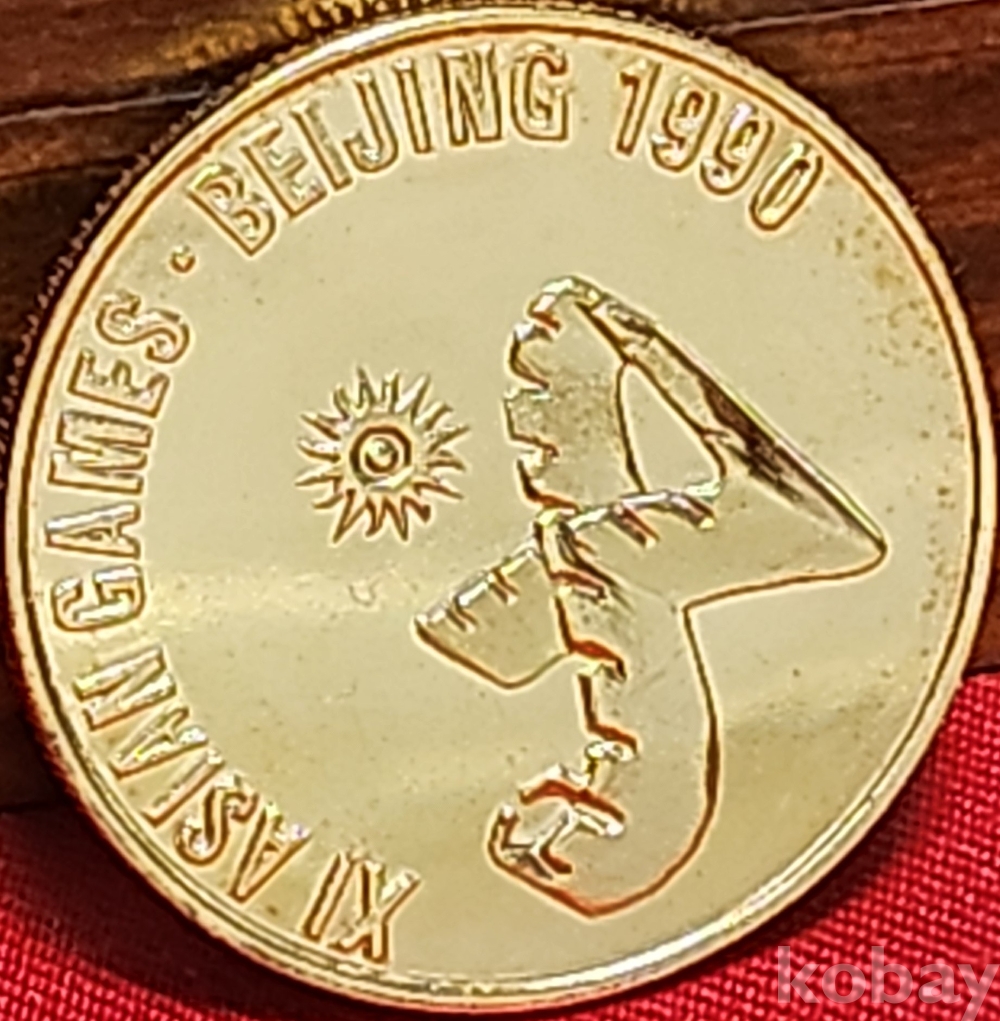 XI ASIAN GAMES · BEIJING 1990
kobay